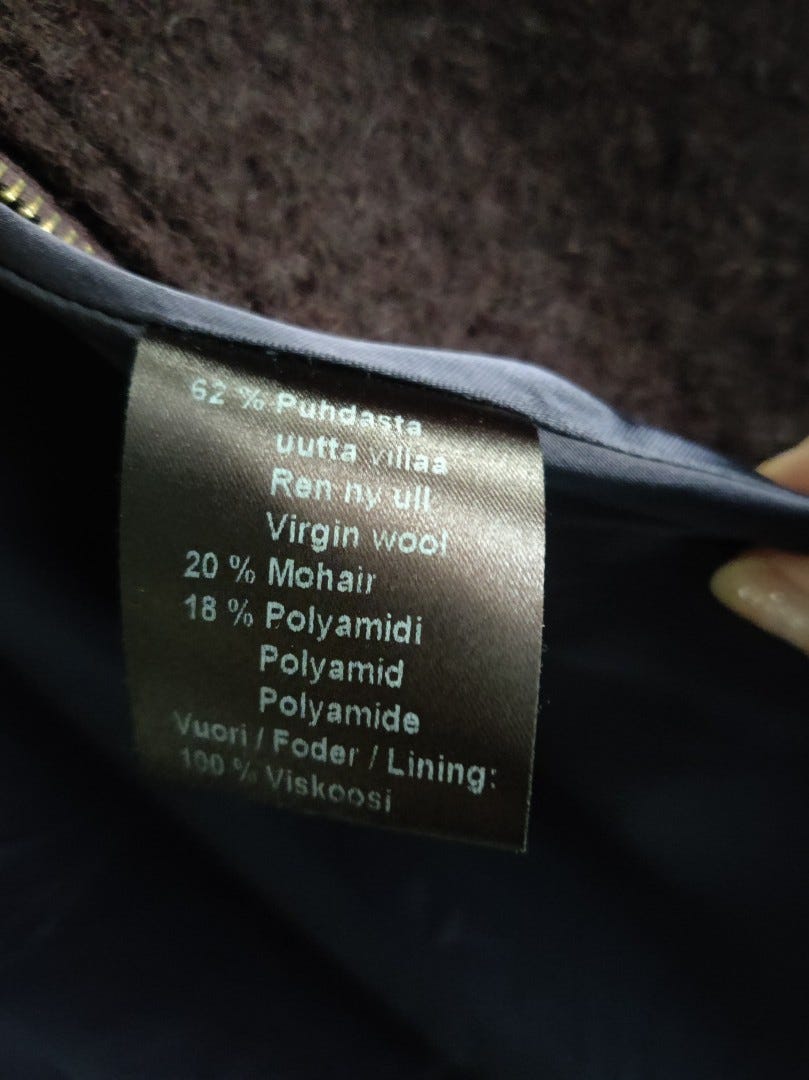 62 % Puhdasta
uutta villaa
Ren ny ull
Virgin wool
20 % Mohair
18 % Polyamidi
Polyamid
Polyamide
Vuori / Foder / Lining:
100 % Viskoosi